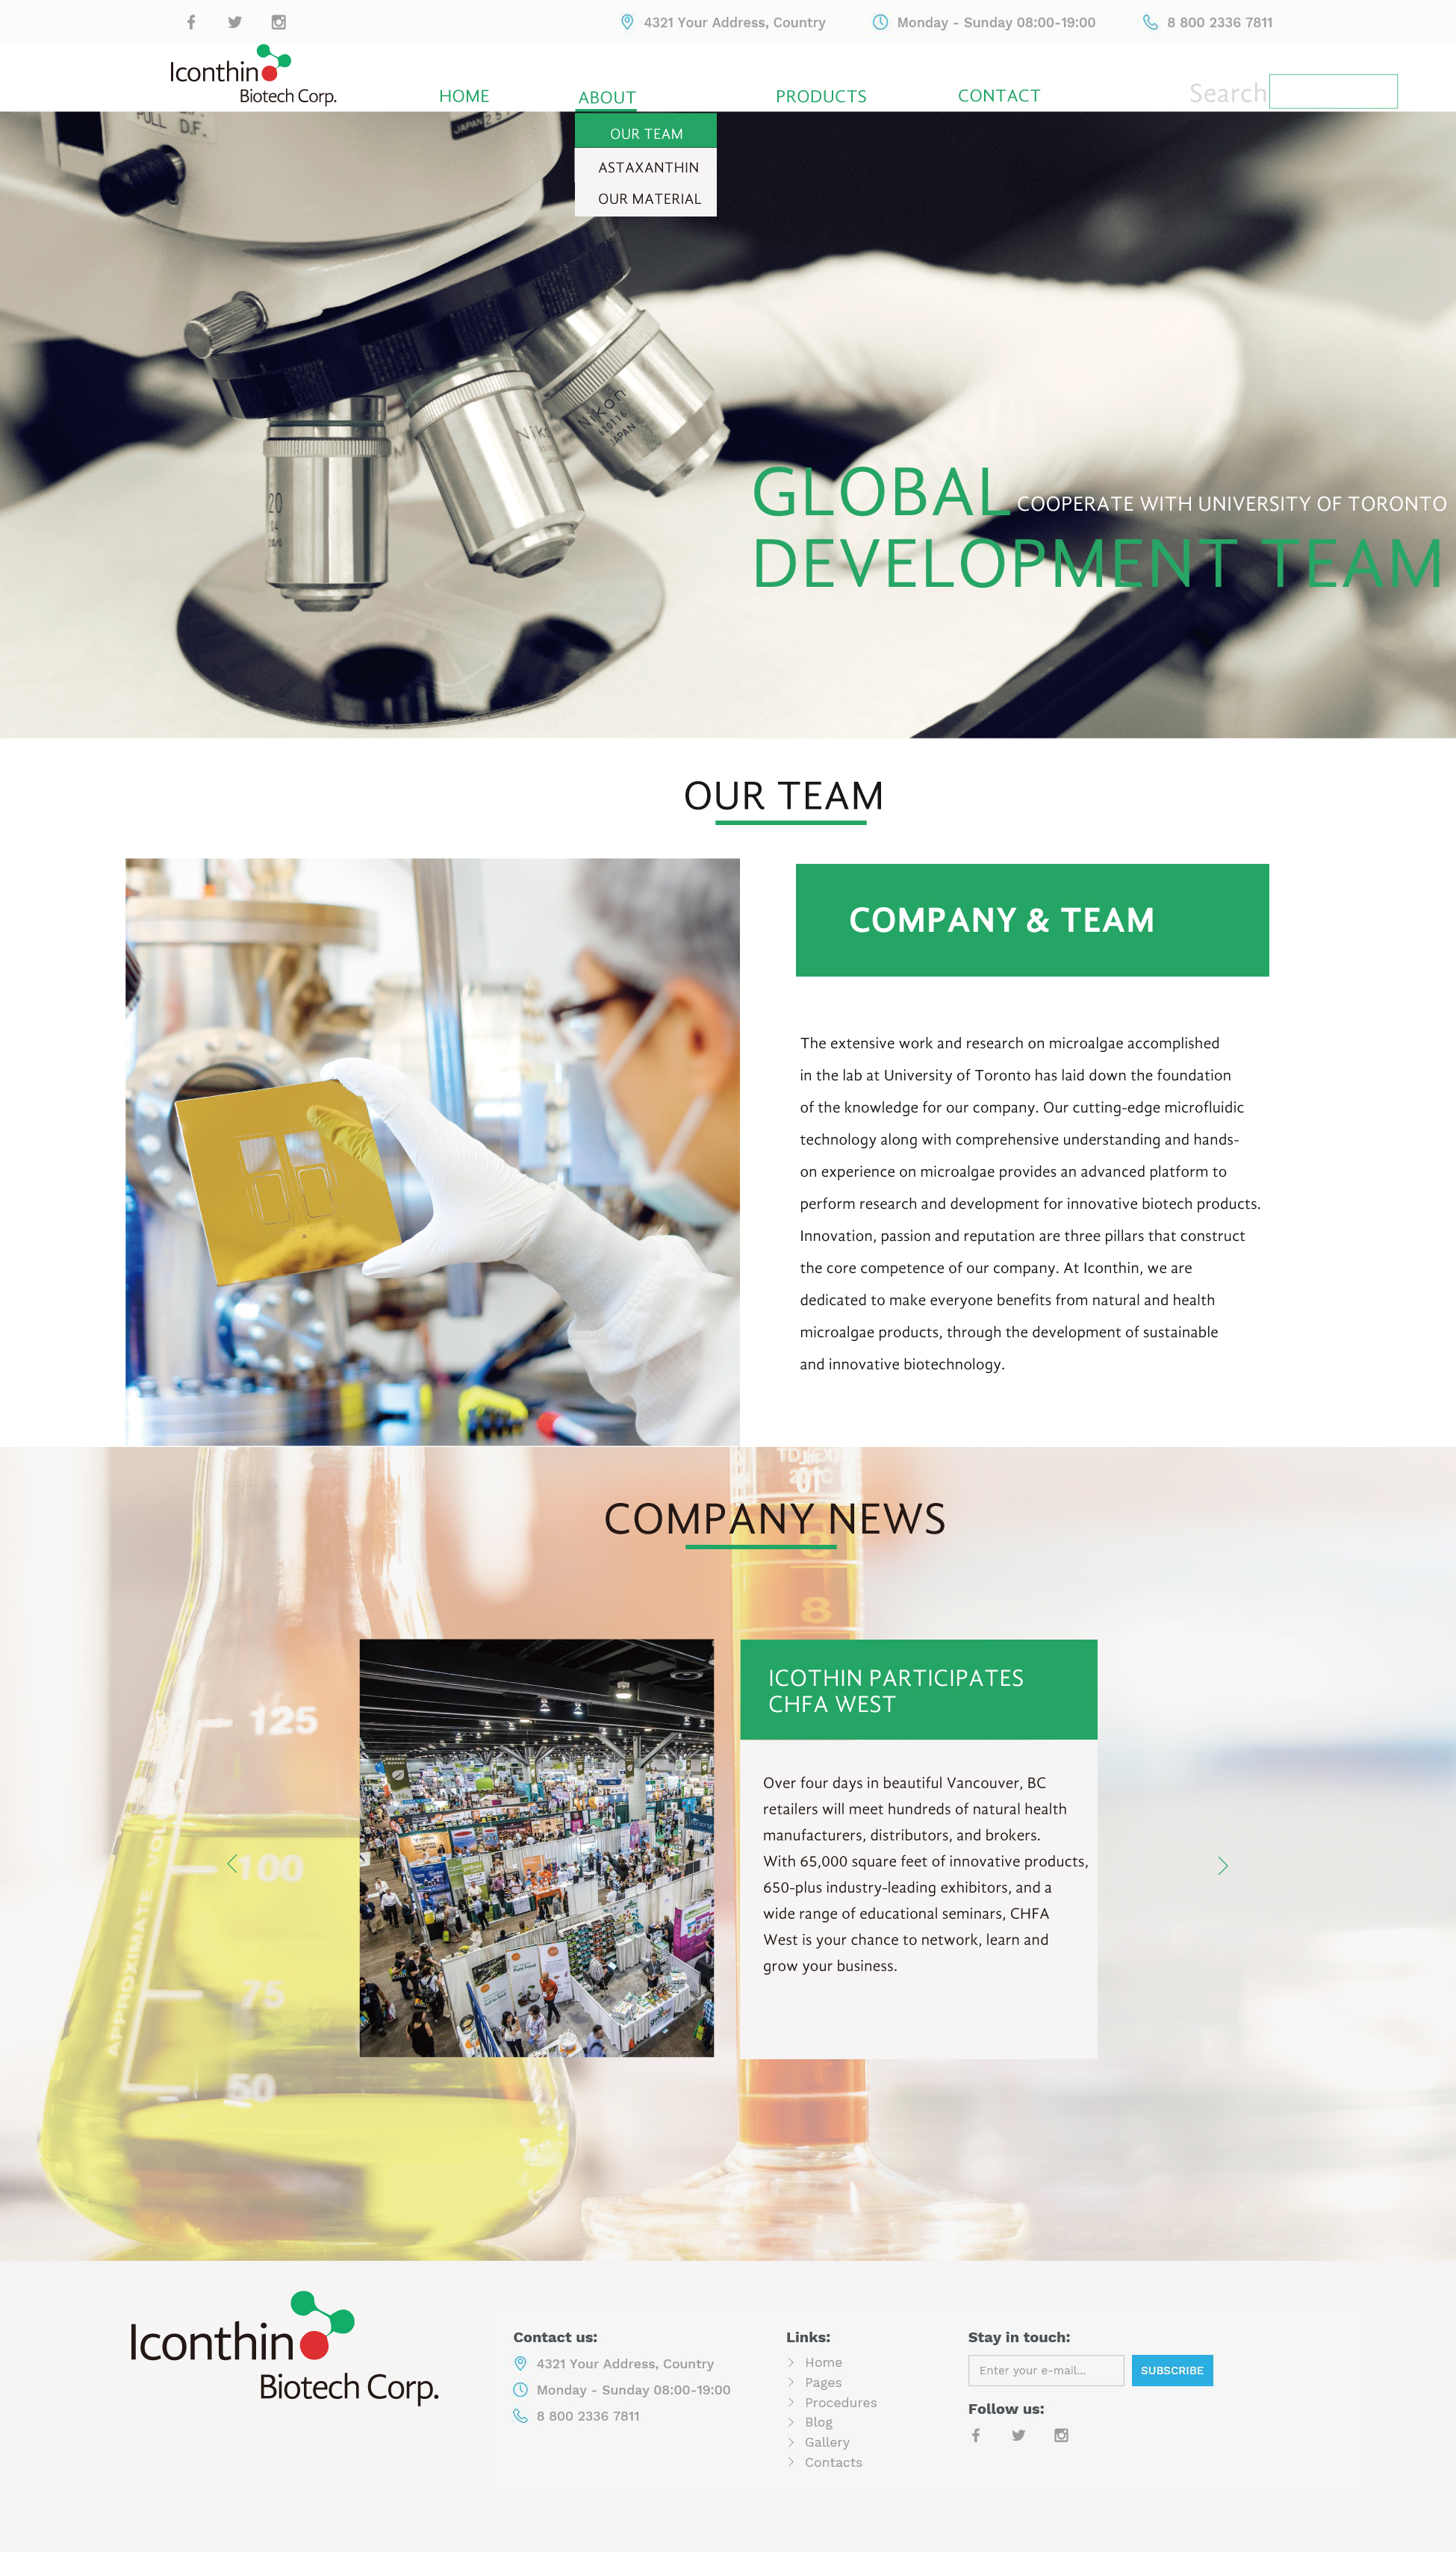 4321 Your Address, Country
Monday - Sunday 08:00-19:00
8 800 2336 7811
Iconthin
Biotech Corp.
HOME
ABOUT
PRODUCTS
CONTACT
Search
OUR TEAM
ASTAXANTHIN
OUR MATERIAL
PULL D.F.
JAPAN
Nikon
JAPAN
20
GLOBAL
COOPERATE WITH UNIVERSITY OF TORONTO
DEVELOPMENT TEAM
OUR TEAM
COMPANY & TEAM
The extensive work and research on microalgae accomplished
in the lab at University of Toronto has laid down the foundation
of the knowledge for our company. Our cutting-edge microfluidic
technology along with comprehensive understanding and hands-
on experience on microalgae provides an advanced platform to
perform research and development for innovative biotech products.
Innovation, passion and reputation are three pillars that construct
the core competence of our company. At Iconthin, we are
dedicated to make everyone benefits from natural and health
microalgae products, through the development of sustainable
and innovative biotechnology.
COMPANY NEWS
8
125
100
75
50
APPROXIMATE
ICOTHIN PARTICIPATES
CHFA WEST
Over four days in beautiful Vancouver, BC
retailers will meet hundreds of natural health
manufacturers, distributors, and brokers.
With 65,000 square feet of innovative products,
650-plus industry-leading exhibitors, and a
wide range of educational seminars, CHFA
West is your chance to network, learn and
grow your business.
Iconthin
Biotech Corp.
Contact us:
4321 Your Address, Country
Monday - Sunday 08:00-19:00
8 800 2336 7811
Links:
Home
Pages
Procedures
Blog
Gallery
Contacts
Stay in touch:
Enter your e-mail...
SUBSCRIBE
Follow us: